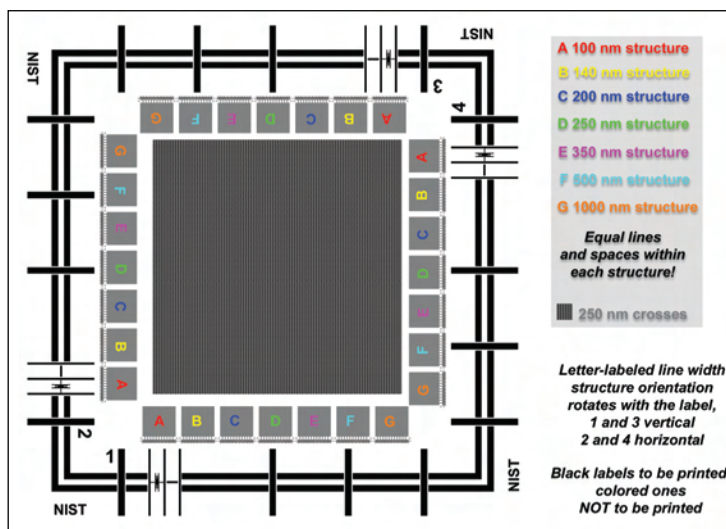 NIST
NIST
3
4
G F E D C B A
G
F
E
D
C
B
A
A
B
C
D
E
F
G
2
1
A B C D E F G
NIST
NIST
A 100 nm structure
B 140 nm structure
C 200 nm structure
D 250 nm structure
E 350 nm structure
F 500 nm structure
G 1000 nm structure
Equal lines
and spaces within
each structure!
250 nm crosses
Letter-labeled line width
structure orientation
rotates with the label,
1 and 3 vertical
2 and 4 horizontal
Black labels to be printed
colored ones
NOT to be printed